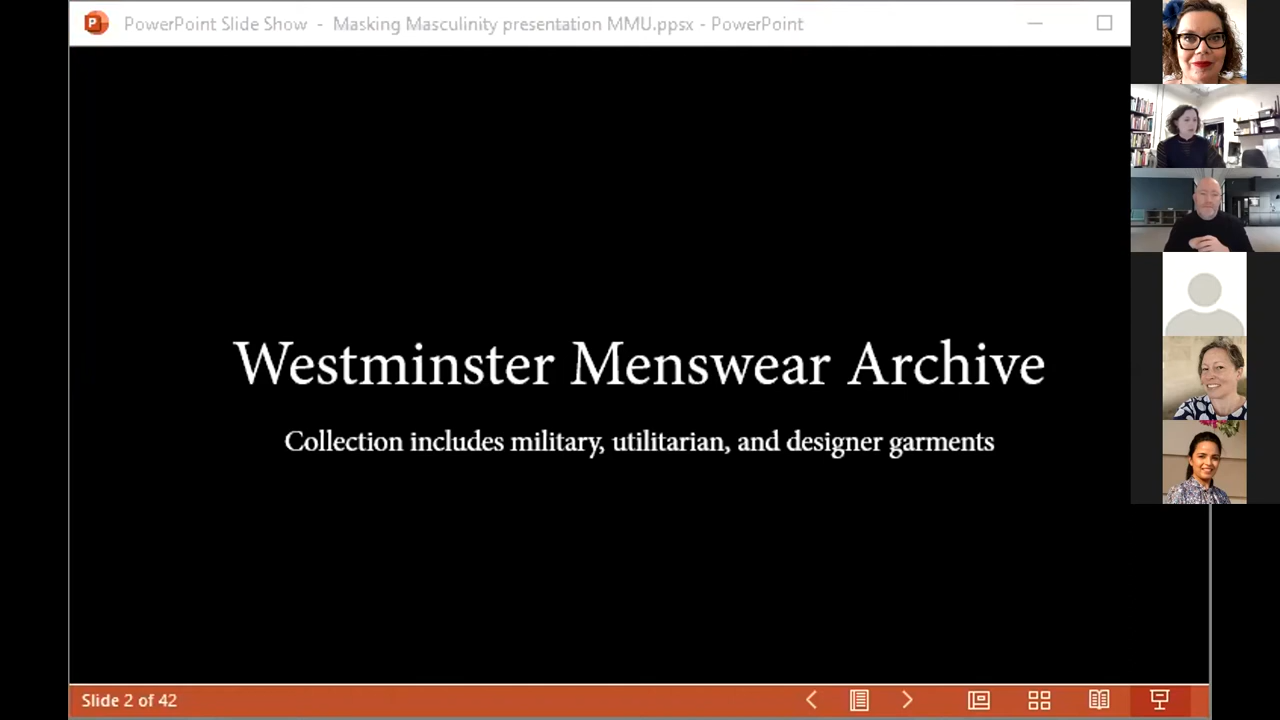 PowerPoint Slide Show - Masking Masculinity presentation MMU.ppsx - PowerPoint
Westminster Menswear Archive
Collection includes military, utilitarian, and designer garments
Slide 2 of 42